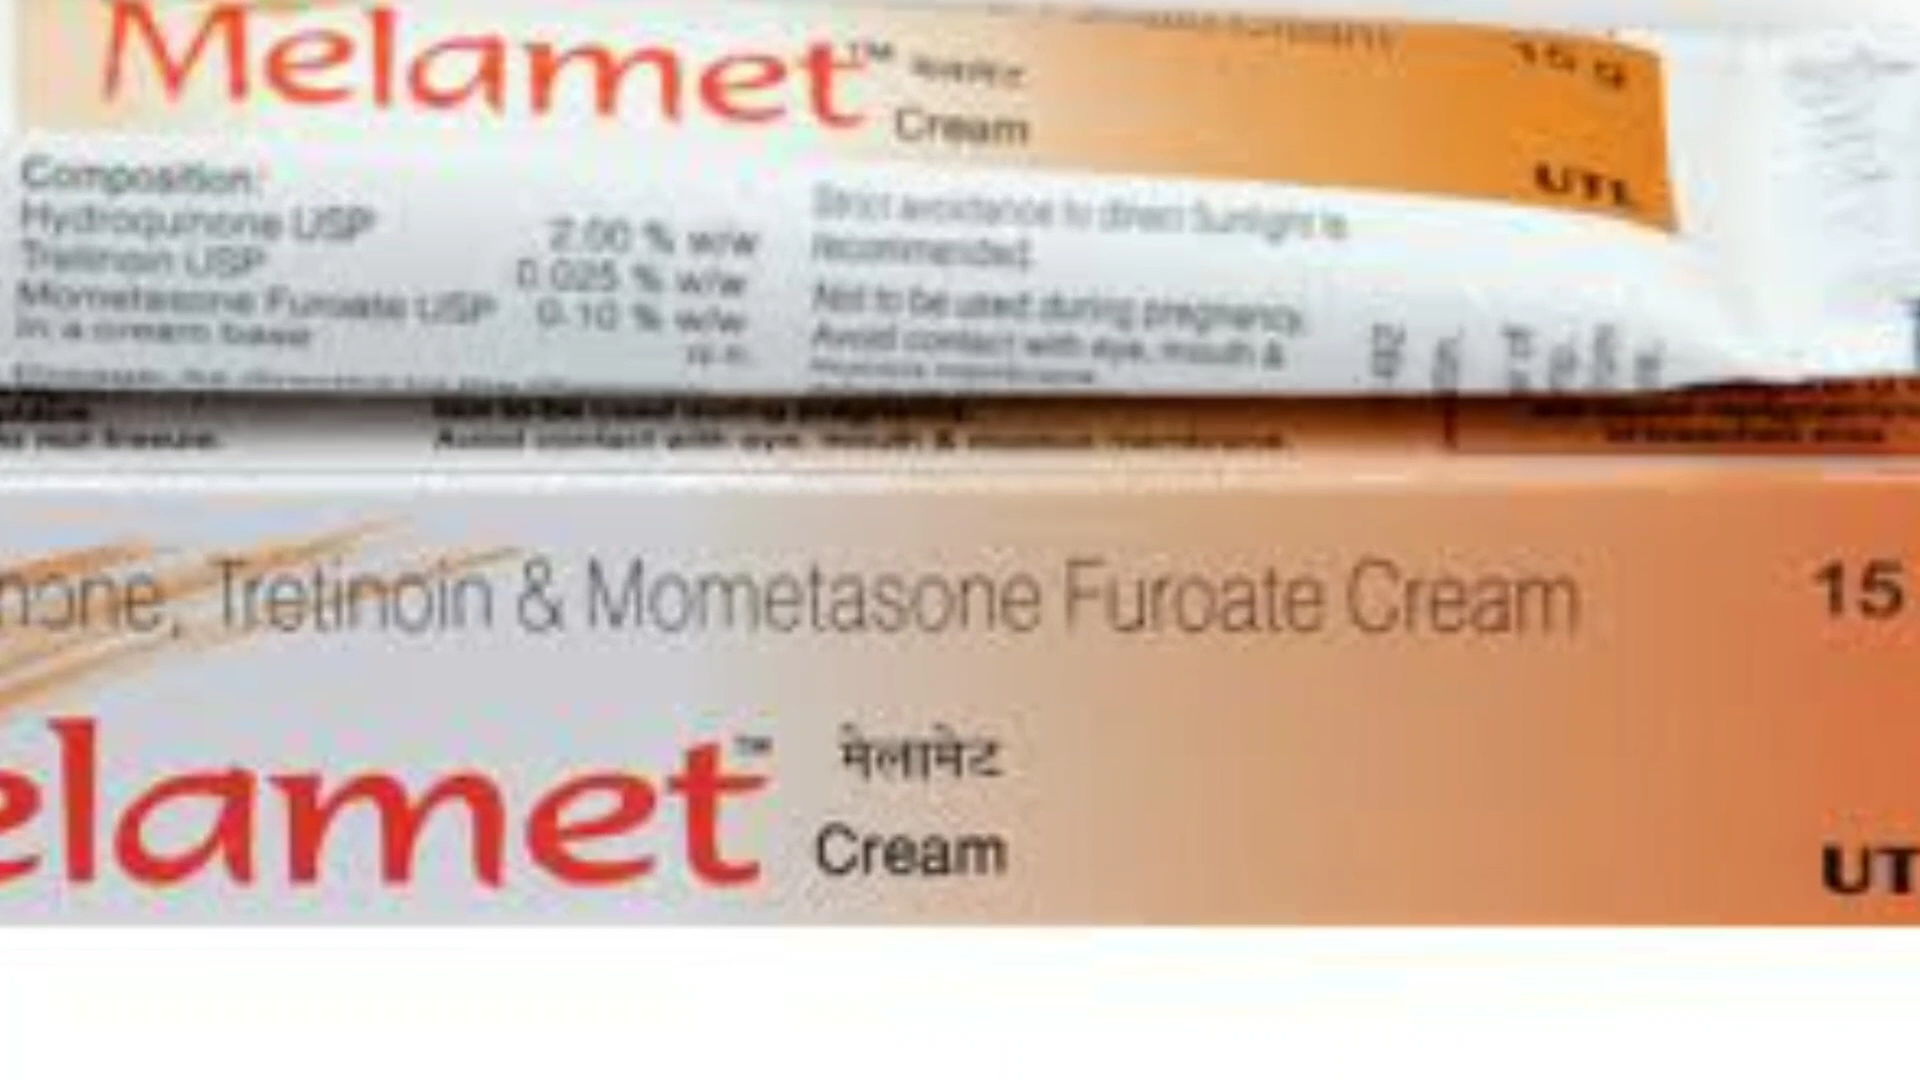 Melamet™
Cream
15 g
UTL
Composition:
Hydroquinone USP 2.00 % w/w
Tretinoin USP 0.025 % w/w
Mometasone Furoate USP 0.10 % w/w
in a cream base
Strict avoidance to direct Sunlight is
recommended
Not to be used during pregnancy
Avoid contact with eye, mouth &
Not to be used during pregnancy.
not freeze.
Avoid contact with eye, mouth & mucous membrane.
none, Tretinoin & Mometasone Furoate Cream
15
elamet™
मेलामेट
Cream
UT